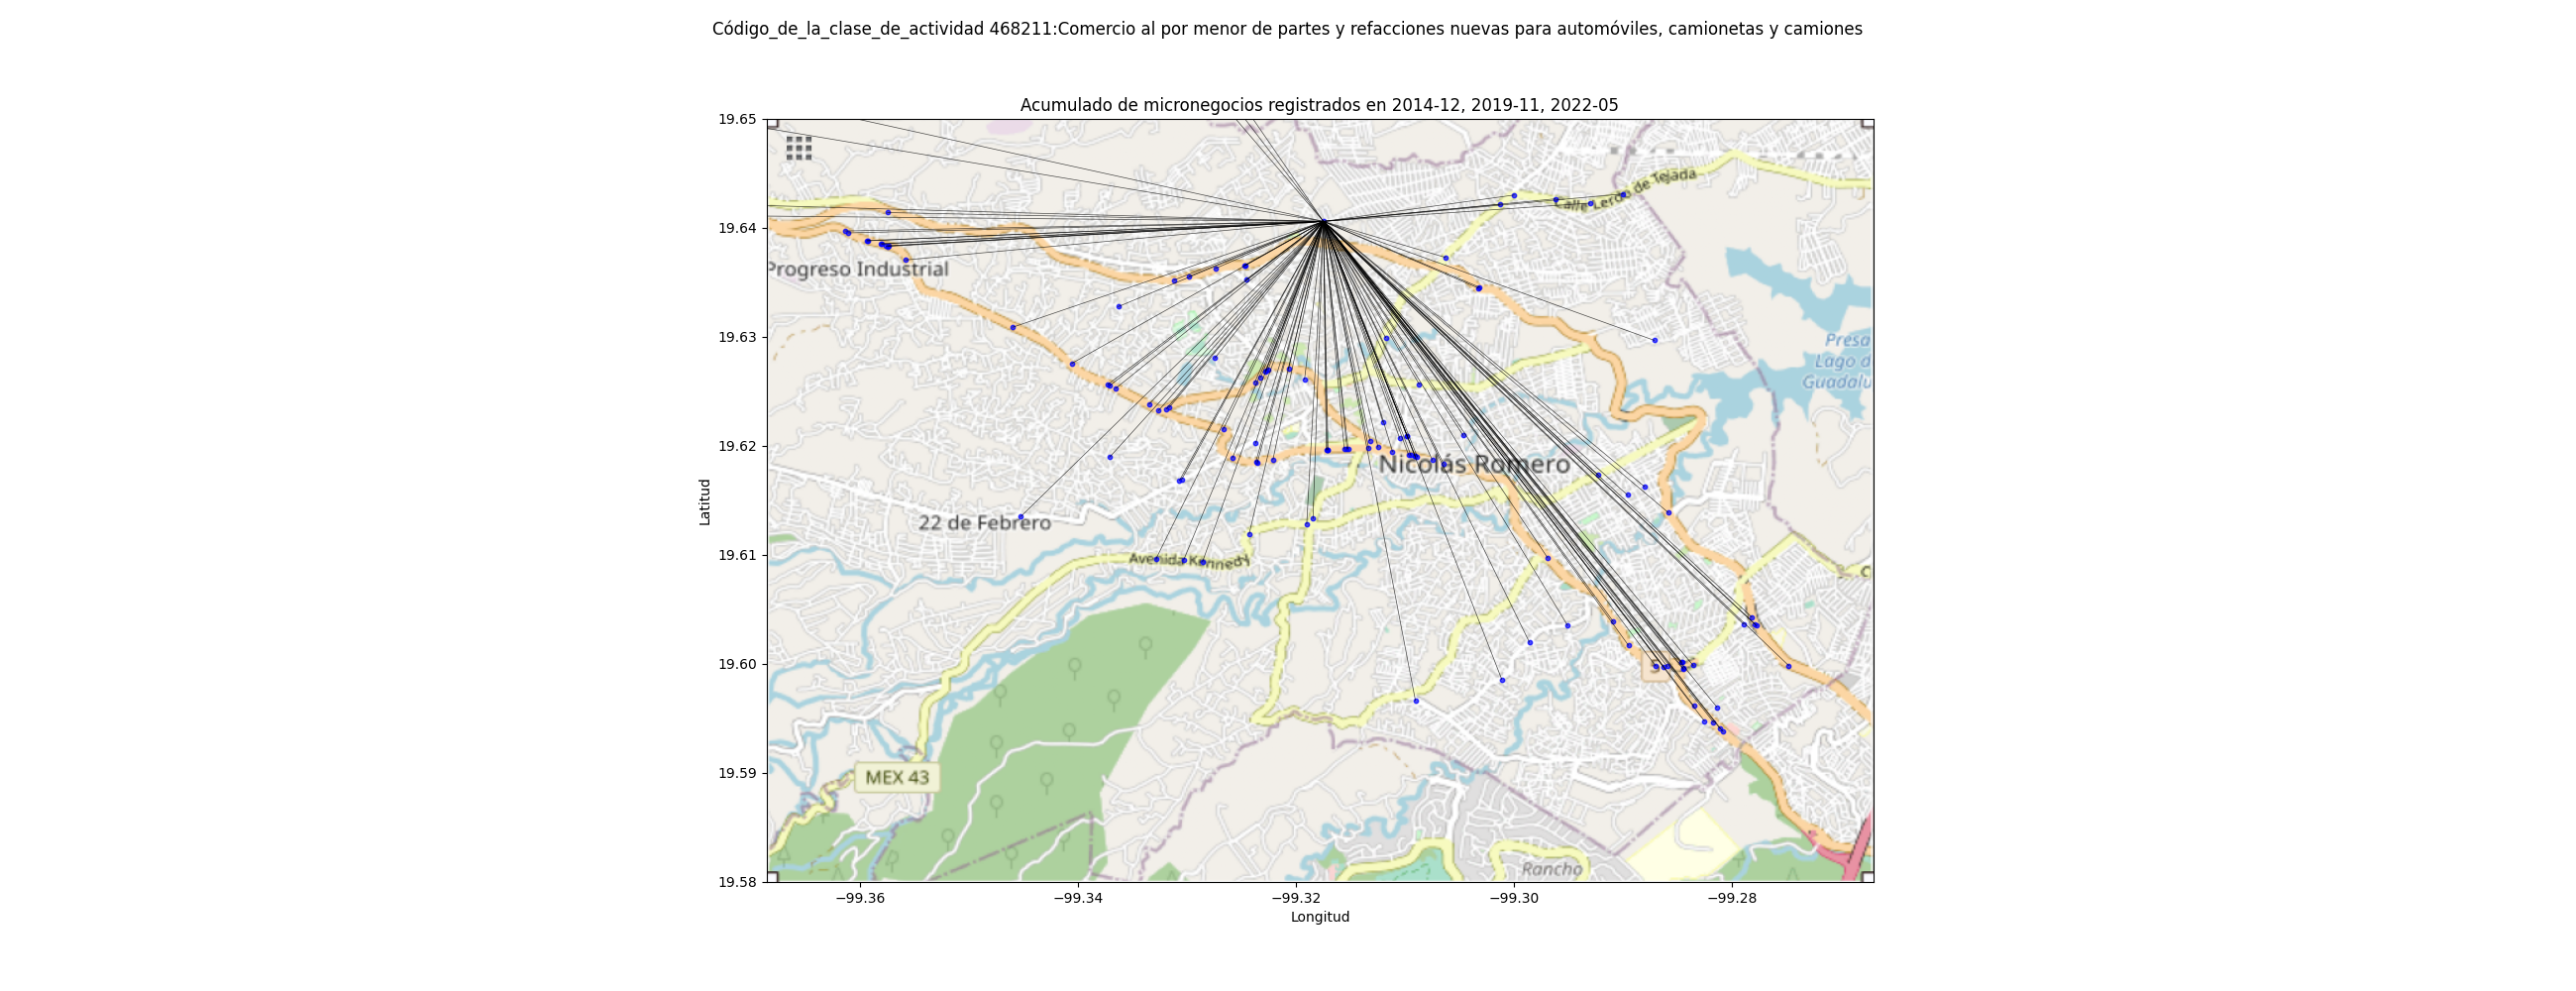 Código_de_la_clase_de_actividad 468211:Comercio al por menor de partes y refacciones nuevas para automóviles, camionetas y camiones
Acumulado de micronegocios registrados en 2014-12, 2019-11, 2022-05
19.65
19.64
19.63
19.62
19.61
19.60
19.59
19.58
Latitud
Calle Lerdo de Tejada
Progreso Industrial
Presa
Lago d
Guadalu
Nicolás Romero
22 de Febrero
Avenida Kennedy
MEX 43
Rancho
−99.36
−99.34
−99.32
−99.30
−99.28
Longitud